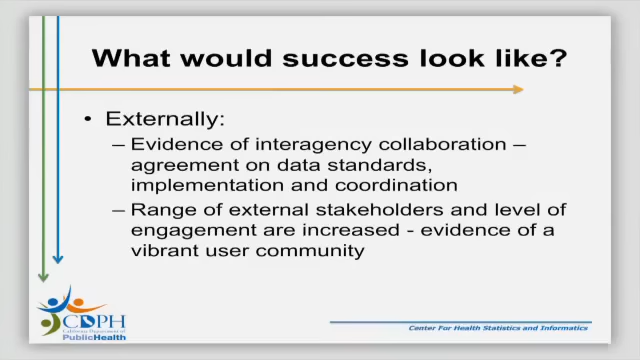 What would success look like?
• Externally:
– Evidence of interagency collaboration –
agreement on data standards,
implementation and coordination
– Range of external stakeholders and level of
engagement are increased - evidence of a
vibrant user community
CDPH
California Department of
PublicHealth
Center For Health Statistics and Informatics